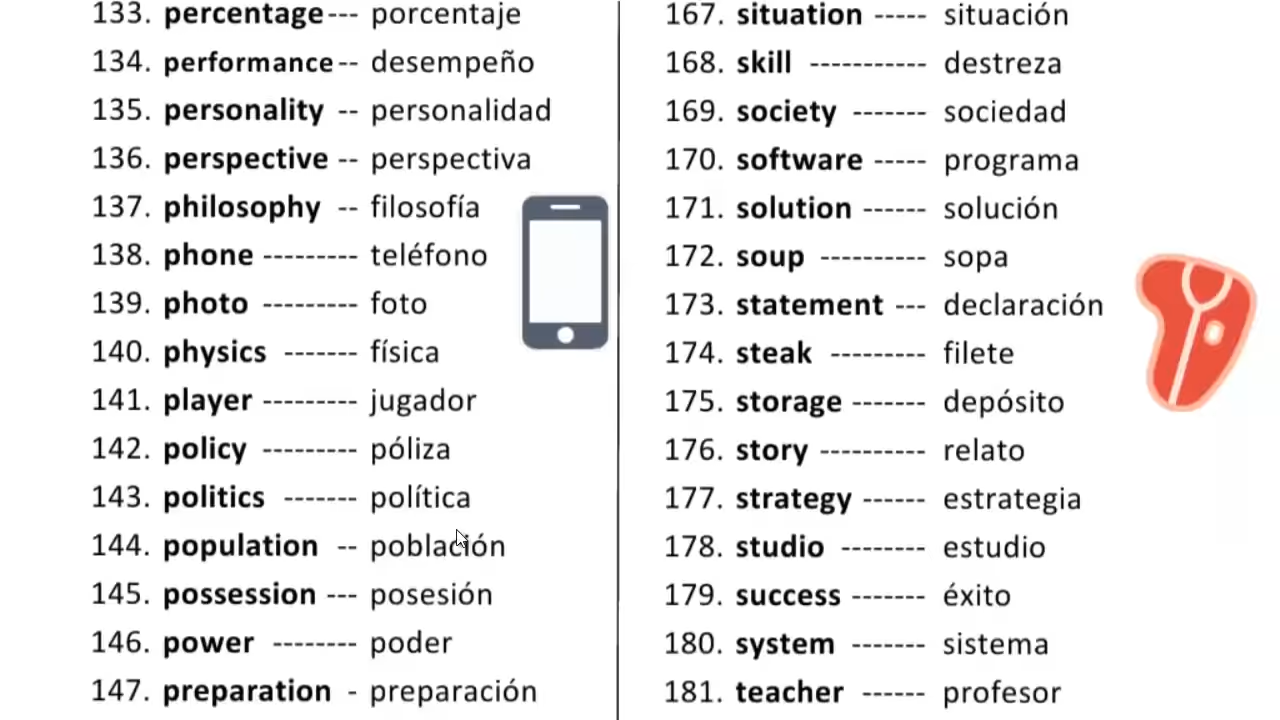 133. percentage--- porcentaje
134. performance-- desempeño
135. personality -- personalidad
136. perspective -- perspectiva
137. philosophy -- filosofía
138. phone --------- teléfono
139. photo --------- foto
140. physics ------- física
141. player --------- jugador
142. policy --------- póliza
143. politics ------- política
144. population -- población
145. possession --- posesión
146. power -------- poder
147. preparation - preparación
167. situation ----- situación
168. skill ----------- destreza
169. society ------- sociedad
170. software ----- programa
171. solution ------ solución
172. soup ---------- sopa
173. statement --- declaración
174. steak --------- filete
175. storage ------- depósito
176. story ---------- relato
177. strategy ------ estrategia
178. studio -------- estudio
179. success ------- éxito
180. system ------- sistema
181. teacher ------ profesor